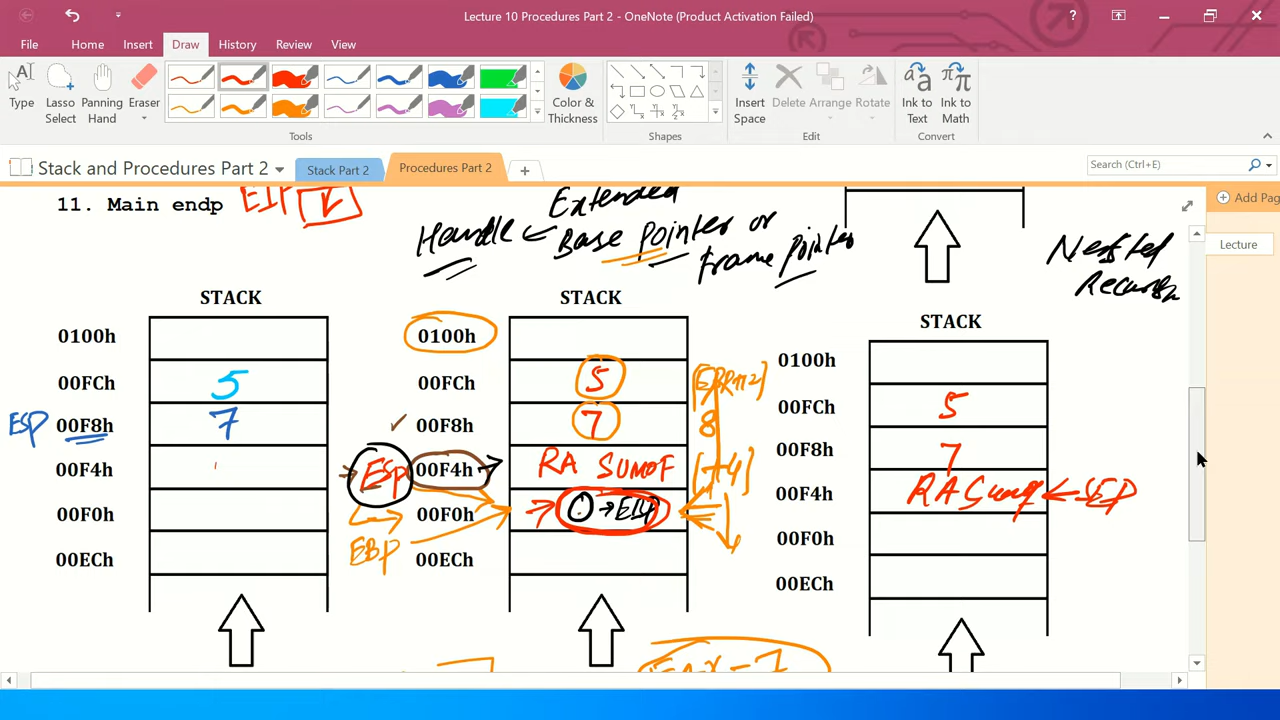 Lecture 10 Procedures Part 2 - OneNote (Product Activation Failed)
File Home Insert Draw History Review View
Type
Lasso Select
Panning Hand
Eraser
Color & Thickness
Insert Space
Delete Arrange Rotate
Ink to Text
Ink to Math
Tools
Shapes
Edit
Convert
Stack and Procedures Part 2
Stack Part 2
Procedures Part 2
Search (Ctrl+E)
Add Pag
Lecture
11. Main endp
Extended
Handle ← Base Pointer or
Frame Pointer
Nested
STACK
0100h
00FCh 5
ESP 00F8h 7
00F4h
00F0h
00ECh
STACK
0100h
00FCh 5
00F8h 7 8
ESP 00F4h RA SUMOF [+4]
00F0h 0
EBP
00ECh
STACK
0100h
00FCh 5
00F8h 7
00F4h RA
00F0h
00ECh